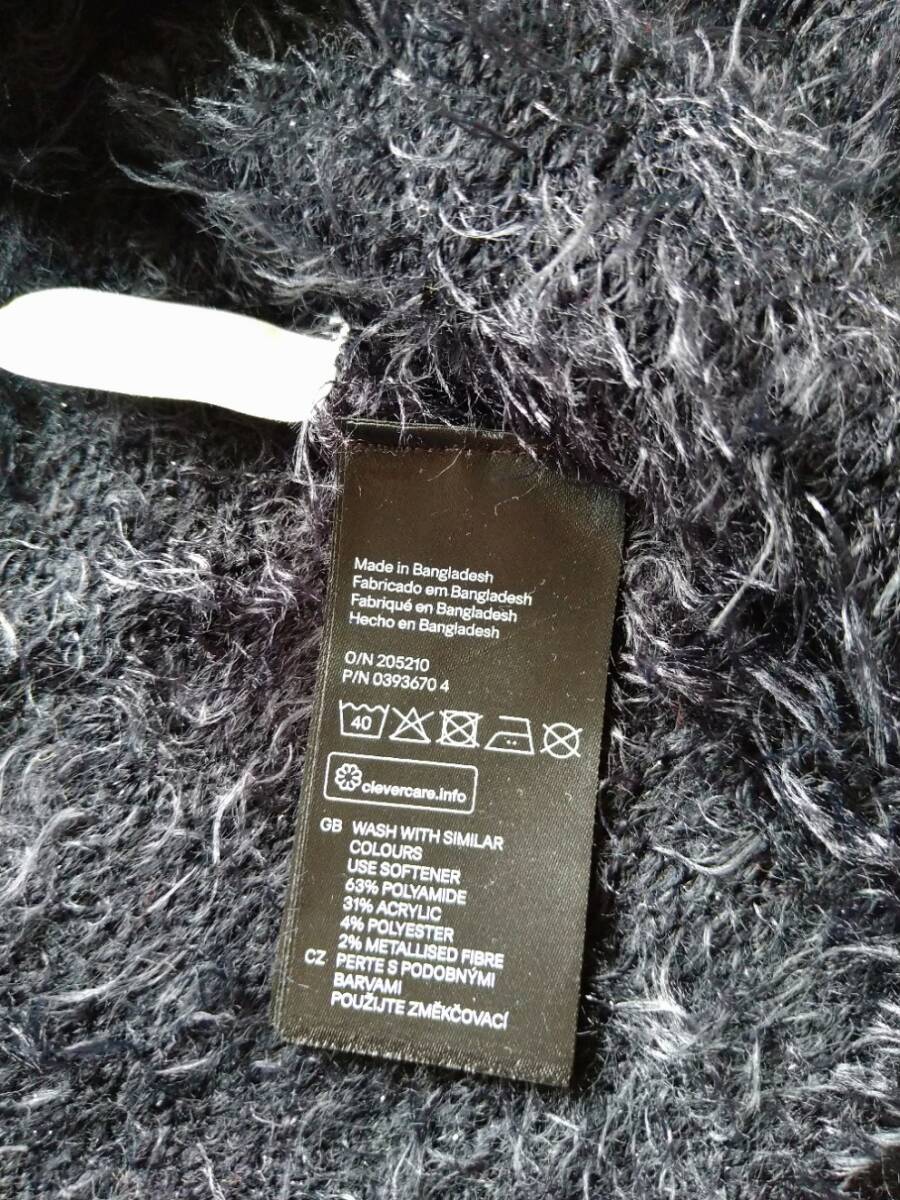 Made in Bangladesh
Fabricado em Bangladesh
Fabriqué en Bangladesh
Hecho en Bangladesh
O/N 205210
P/N 0393670 4
40
clevercare.info
GB WASH WITH SIMILAR
COLOURS
USE SOFTENER
63% POLYAMIDE
31% ACRYLIC
4% POLYESTER
2% METALLISED FIBRE
CZ PERTE S PODOBNÝMI
BARVAMI
POUŽIJTE ZMĚKČOVACÍ